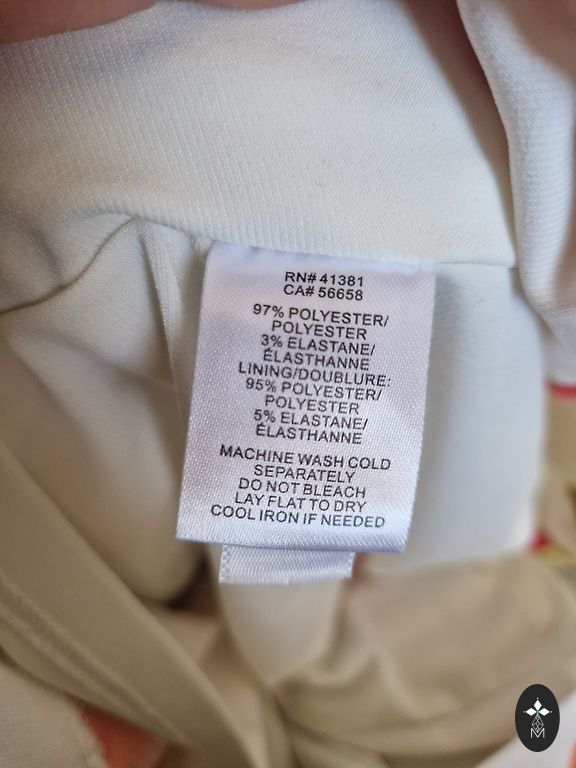 RN# 41381
CA# 56658
97% POLYESTER/
POLYESTER
3% ELASTANE/
ÉLASTHANNE
LINING/DOUBLURE:
95% POLYESTER/
POLYESTER
5% ELASTANE/
ÉLASTHANNE
MACHINE WASH COLD
SEPARATELY
DO NOT BLEACH
LAY FLAT TO DRY
COOL IRON IF NEEDED
M